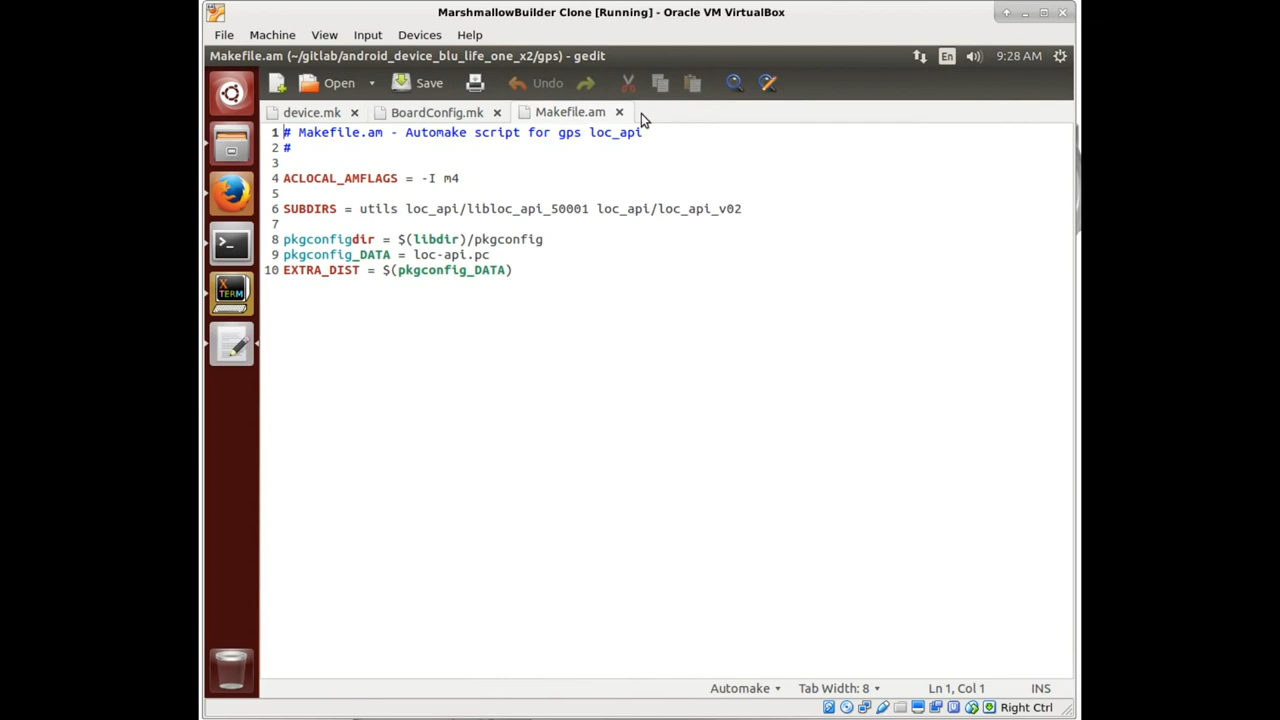 MarshmallowBuilder Clone [Running] - Oracle VM VirtualBox
File Machine View Input Devices Help
Makefile.am (~/gitlab/android_device_blu_life_one_x2/gps) - gedit En 9:28 AM
Open Save Undo
device.mk BoardConfig.mk Makefile.am
1 # Makefile.am - Automake script for gps loc_api
2 #
3
4 ACLOCAL_AMFLAGS = -I m4
5
6 SUBDIRS = utils loc_api/libloc_api_50001 loc_api/loc_api_v02
7
8 pkgconfigdir = $(libdir)/pkgconfig
9 pkgconfig_DATA = loc-api.pc
10 EXTRA_DIST = $(pkgconfig_DATA)
XTERM
Automake Tab Width: 8 Ln 1, Col 1 INS
Right Ctrl